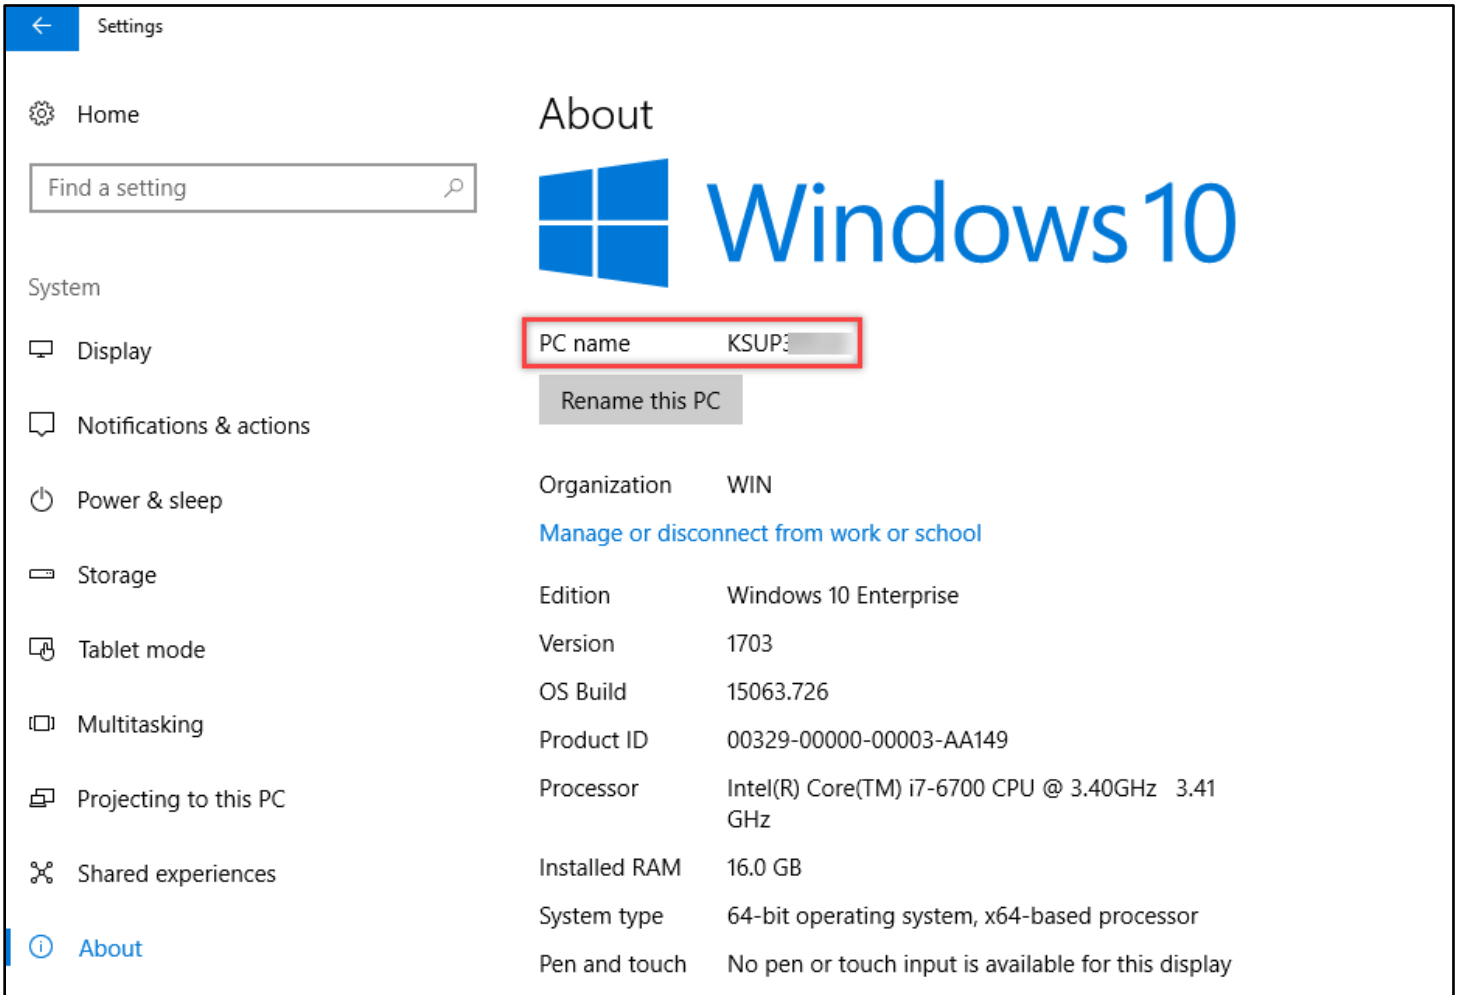 Settings
Home
Find a setting
System
Display
Notifications & actions
Power & sleep
Storage
Tablet mode
Multitasking
Projecting to this PC
Shared experiences
About
About
Windows 10
PC name
Rename this PC
Organization WIN
Manage or disconnect from work or school
Edition Windows 10 Enterprise
Version 1703
OS Build 15063.726
Product ID 00329-00000-00003-AA149
Processor Intel(R) Core(TM) i7-6700 CPU @ 3.40GHz 3.41
GHz
Installed RAM 16.0 GB
System type 64-bit operating system, x64-based processor
Pen and touch No pen or touch input is available for this display